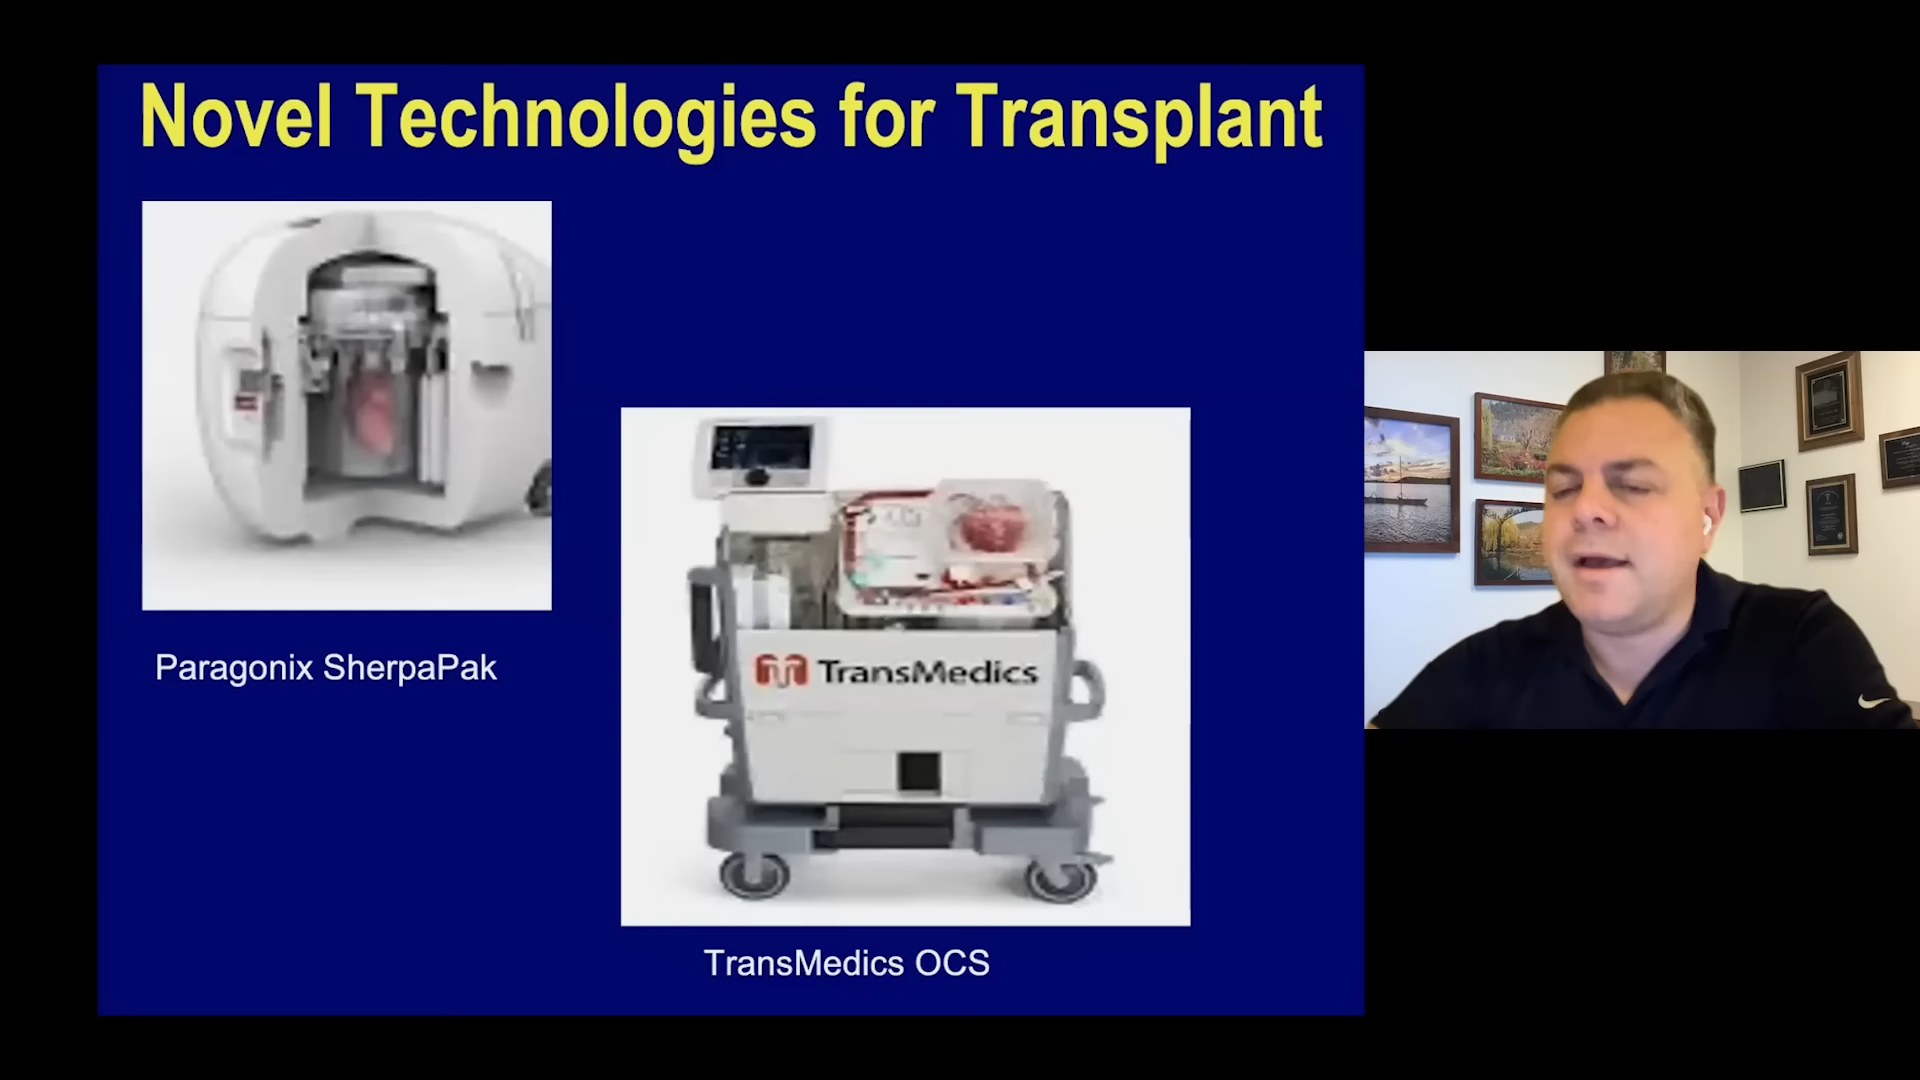 Novel Technologies for Transplant
Paragonix SherpaPak
TransMedics
TransMedics OCS